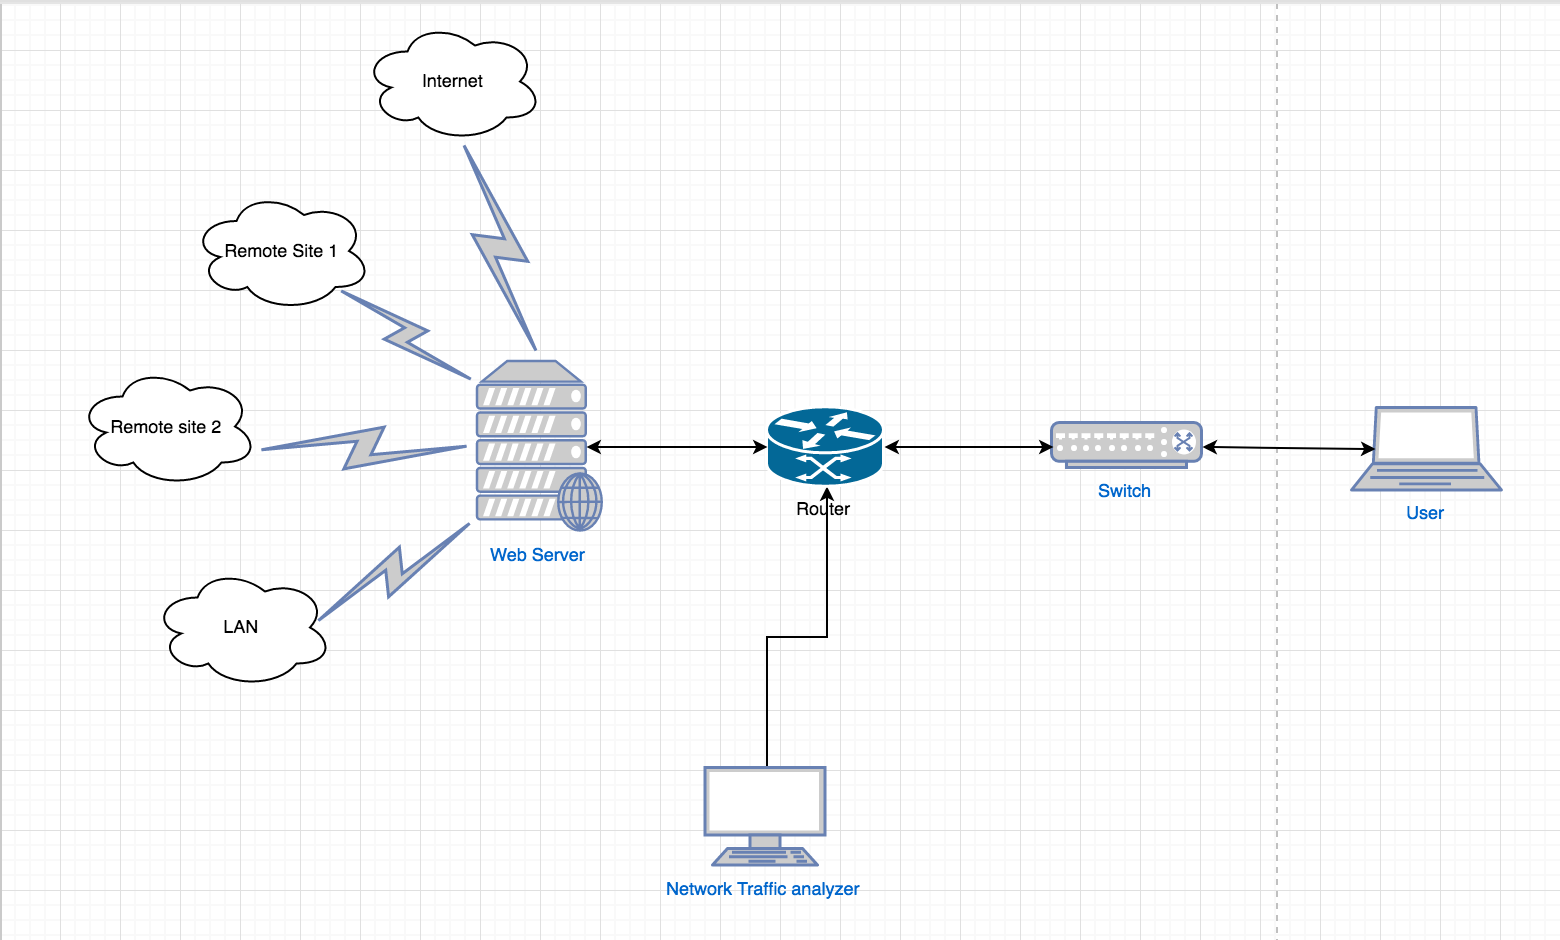 Internet
Remote Site 1
Remote site 2
Router
Switch
User
Web Server
LAN
Network Traffic analyzer